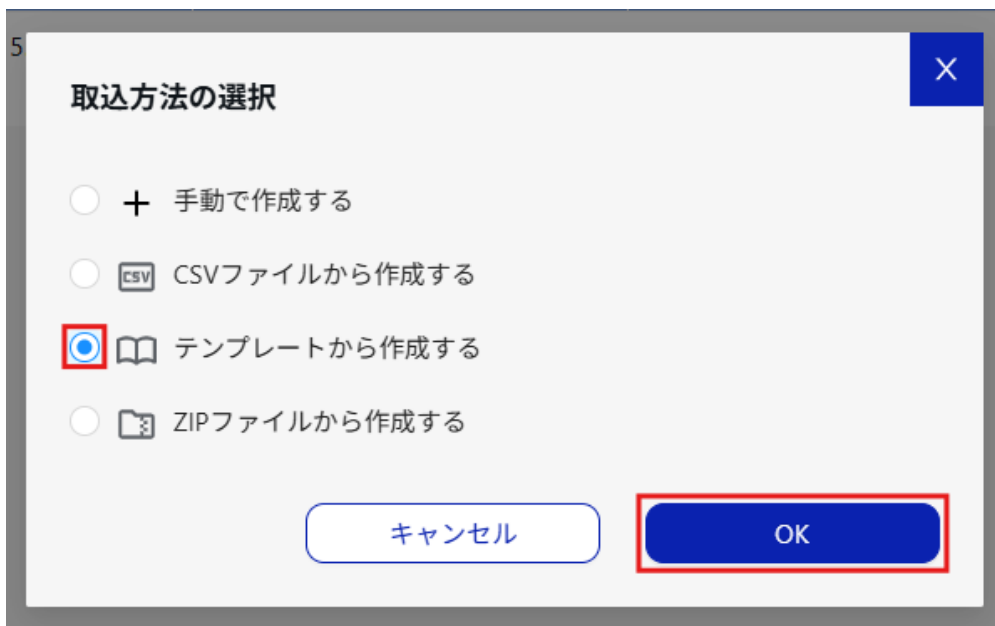 5
取込方法の選択
手動で作成する
CSV CSVファイルから作成する
テンプレートから作成する
ZIPファイルから作成する
キャンセル
OK